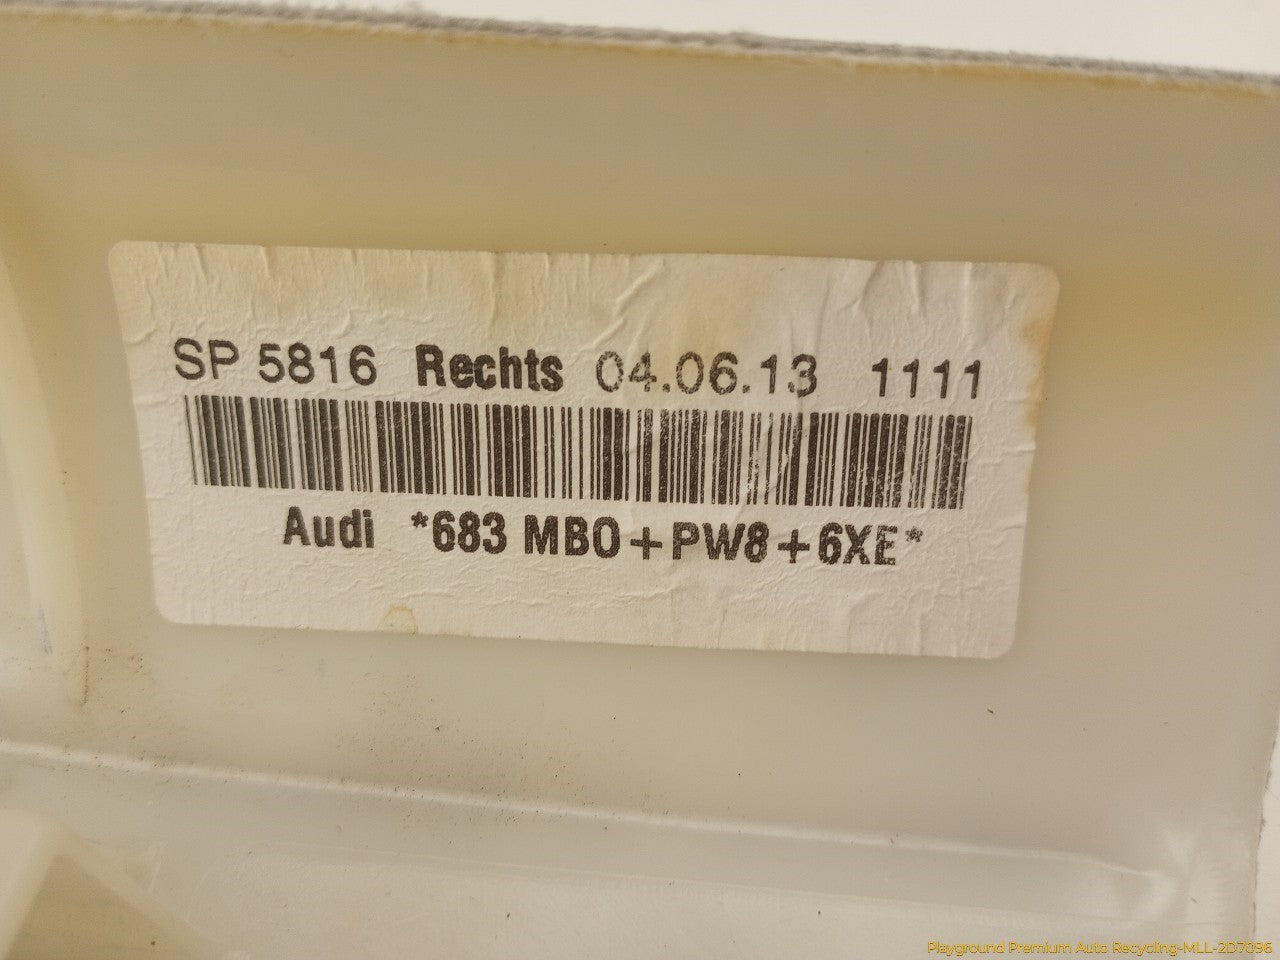 SP 5816 Rechts 04.06.13 1111
Audi *683 MB0+PW8+6XE*
Playground Premium Auto Recycling-MLL-2D7096